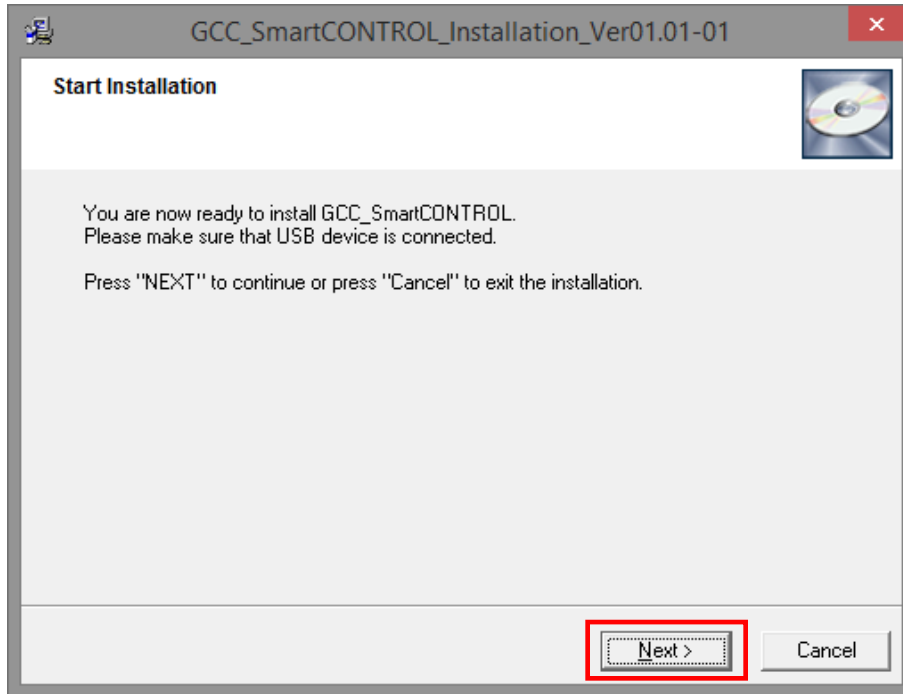 GCC_SmartCONTROL_Installation_Ver01.01-01
Start Installation
You are now ready to install GCC_SmartCONTROL.
Please make sure that USB device is connected.
Press "NEXT" to continue or press "Cancel" to exit the installation.
Next >
Cancel